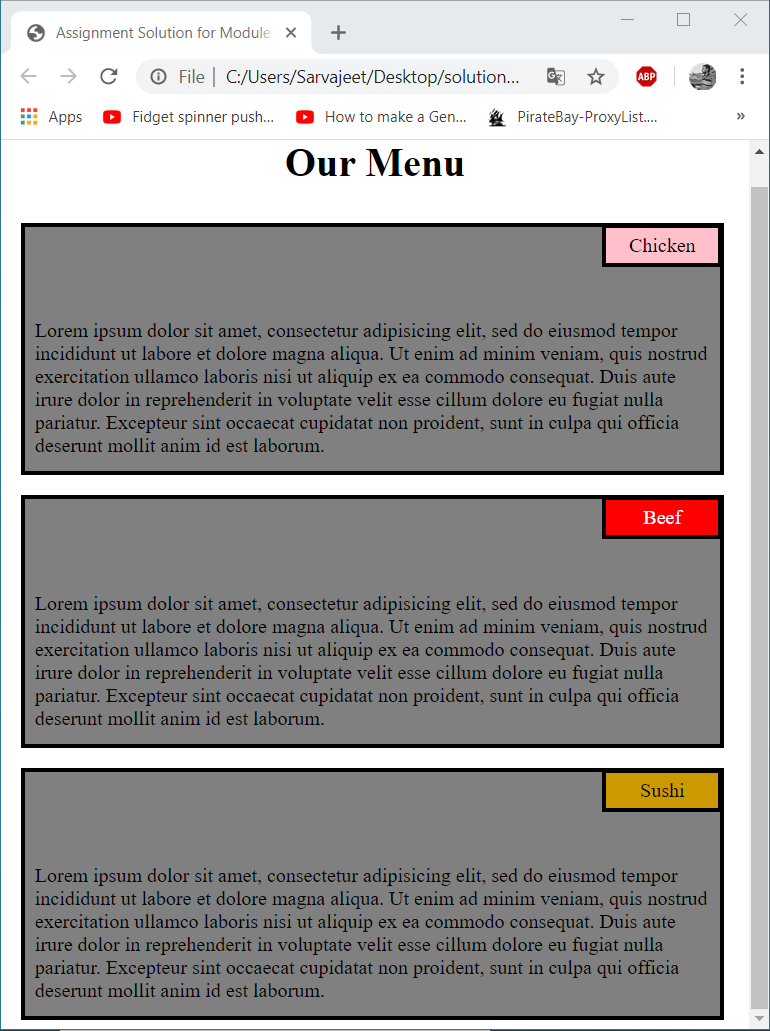 Assignment Solution for Module
File | C:/Users/Sarvajeet/Desktop/solution...
ABP
Apps Fidget spinner push... How to make a Gen... PirateBay-ProxyList.... »
Our Menu
Chicken
Lorem ipsum dolor sit amet, consectetur adipisicing elit, sed do eiusmod tempor
incididunt ut labore et dolore magna aliqua. Ut enim ad minim veniam, quis nostrud
exercitation ullamco laboris nisi ut aliquip ex ea commodo consequat. Duis aute
irure dolor in reprehenderit in voluptate velit esse cillum dolore eu fugiat nulla
pariatur. Excepteur sint occaecat cupidatat non proident, sunt in culpa qui officia
deserunt mollit anim id est laborum.
Beef
Lorem ipsum dolor sit amet, consectetur adipisicing elit, sed do eiusmod tempor
incididunt ut labore et dolore magna aliqua. Ut enim ad minim veniam, quis nostrud
exercitation ullamco laboris nisi ut aliquip ex ea commodo consequat. Duis aute
irure dolor in reprehenderit in voluptate velit esse cillum dolore eu fugiat nulla
pariatur. Excepteur sint occaecat cupidatat non proident, sunt in culpa qui officia
deserunt mollit anim id est laborum.
Sushi
Lorem ipsum dolor sit amet, consectetur adipisicing elit, sed do eiusmod tempor
incididunt ut labore et dolore magna aliqua. Ut enim ad minim veniam, quis nostrud
exercitation ullamco laboris nisi ut aliquip ex ea commodo consequat. Duis aute
irure dolor in reprehenderit in voluptate velit esse cillum dolore eu fugiat nulla
pariatur. Excepteur sint occaecat cupidatat non proident, sunt in culpa qui officia
deserunt mollit anim id est laborum.